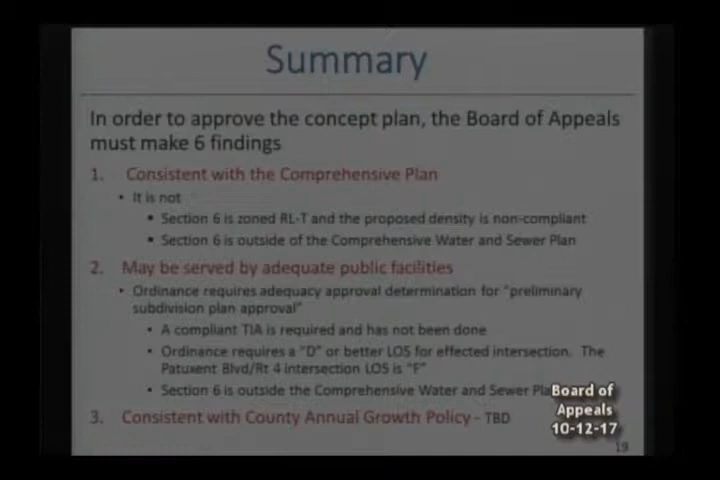 Summary
In order to approve the concept plan, the Board of Appeals
must make 6 findings
1. Consistent with the Comprehensive Plan
• It is not
▪ Section 6 is zoned RL-T and the proposed density is non-compliant
▪ Section 6 is outside of the Comprehensive Water and Sewer Plan
2. May be served by adequate public facilities
• Ordinance requires adequacy approval determination for “preliminary
subdivision plan approval”
▪ A compliant TIA is required and has not been done
▪ Ordinance requires a “D” or better LOS for effected intersection. The
Patuxent Blvd/Rt 4 intersection LOS is “F”
▪ Section 6 is outside the Comprehensive Water and Sewer
3. Consistent with County Annual Growth Policy - TBD
Board of
Appeals
10-12-17
19